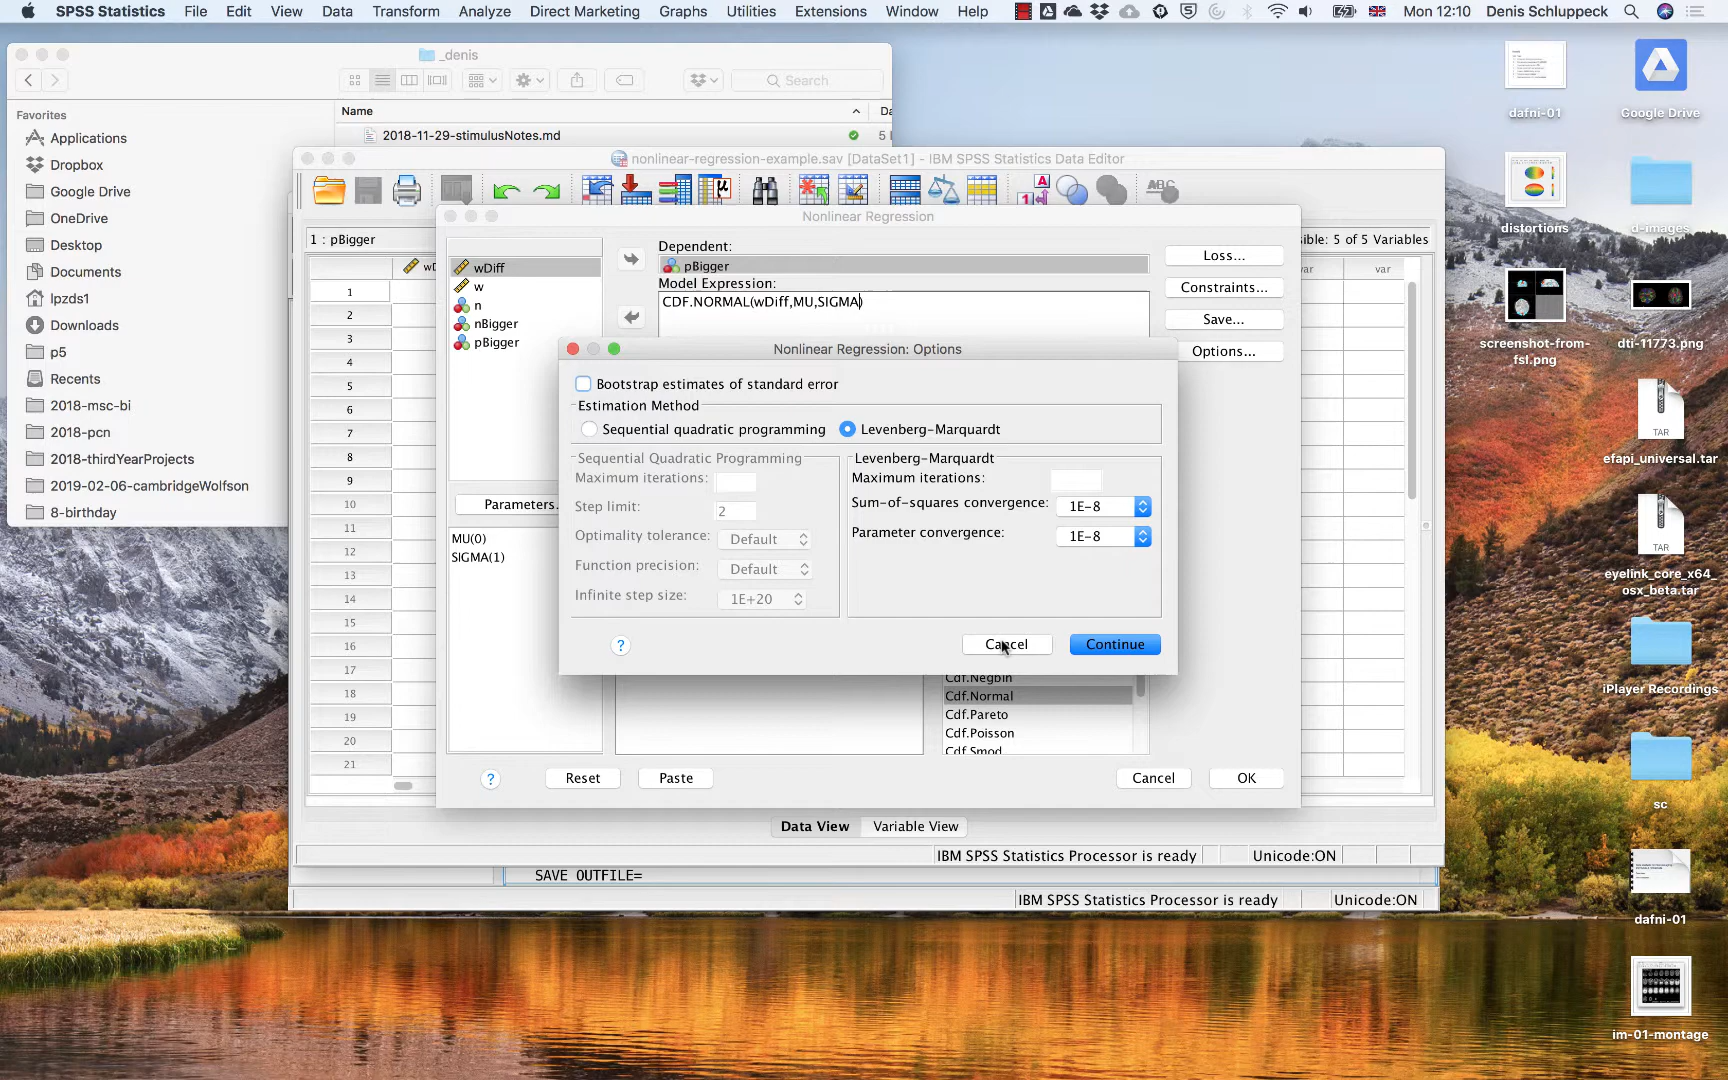 SPSS Statistics File Edit View Data Transform Analyze Direct Marketing Graphs Utilities Extensions Window Help Mon 12:10 Denis Schluppeck
_denis
Search
Favorites
Applications
Dropbox
Google Drive
OneDrive
Desktop
Documents
lpzds1
Downloads
p5
Recents
2018-msc-bi
2018-pcn
2018-thirdYearProjects
2019-02-06-cambridgeWolfson
8-birthday
Name
2018-11-29-stimulusNotes.md
nonlinear-regression-example.sav [DataSet1] - IBM SPSS Statistics Data Editor
1 : pBigger
ible: 5 of 5 Variables
var
var
1
2
3
4
5
6
7
8
9
10
11
12
13
14
15
16
17
18
19
20
21
Nonlinear Regression
wDiff
w
n
nBigger
pBigger
Dependent:
pBigger
Model Expression:
CDF.NORMAL(wDiff,MU,SIGMA)
Loss...
Constraints...
Save...
Options...
Parameters.
MU(0)
SIGMA(1)
Nonlinear Regression: Options
Bootstrap estimates of standard error
Estimation Method
Sequential quadratic programming
Levenberg-Marquardt
Sequential Quadratic Programming
Maximum iterations:
Step limit: 2
Optimality tolerance: Default
Function precision: Default
Infinite step size: 1E+20
Levenberg-Marquardt
Maximum iterations:
Sum-of-squares convergence: 1E-8
Parameter convergence: 1E-8
?
Cancel
Continue
Cdf.Negbin
Cdf.Normal
Cdf.Pareto
Cdf.Poisson
Cdf.Smod
?
Reset
Paste
Cancel
OK
Data View Variable View
IBM SPSS Statistics Processor is ready Unicode:ON
SAVE OUTFILE=
IBM SPSS Statistics Processor is ready Unicode:ON
dafni-01
Google Drive
distortions
d-images
screenshot-from-
fsl.png
dti-11773.png
TAR
efapi_universal.tar
TAR
eyelink_core_x64_
osx_beta.tar
iPlayer Recordings
sc
dafni-01
im-01-montage